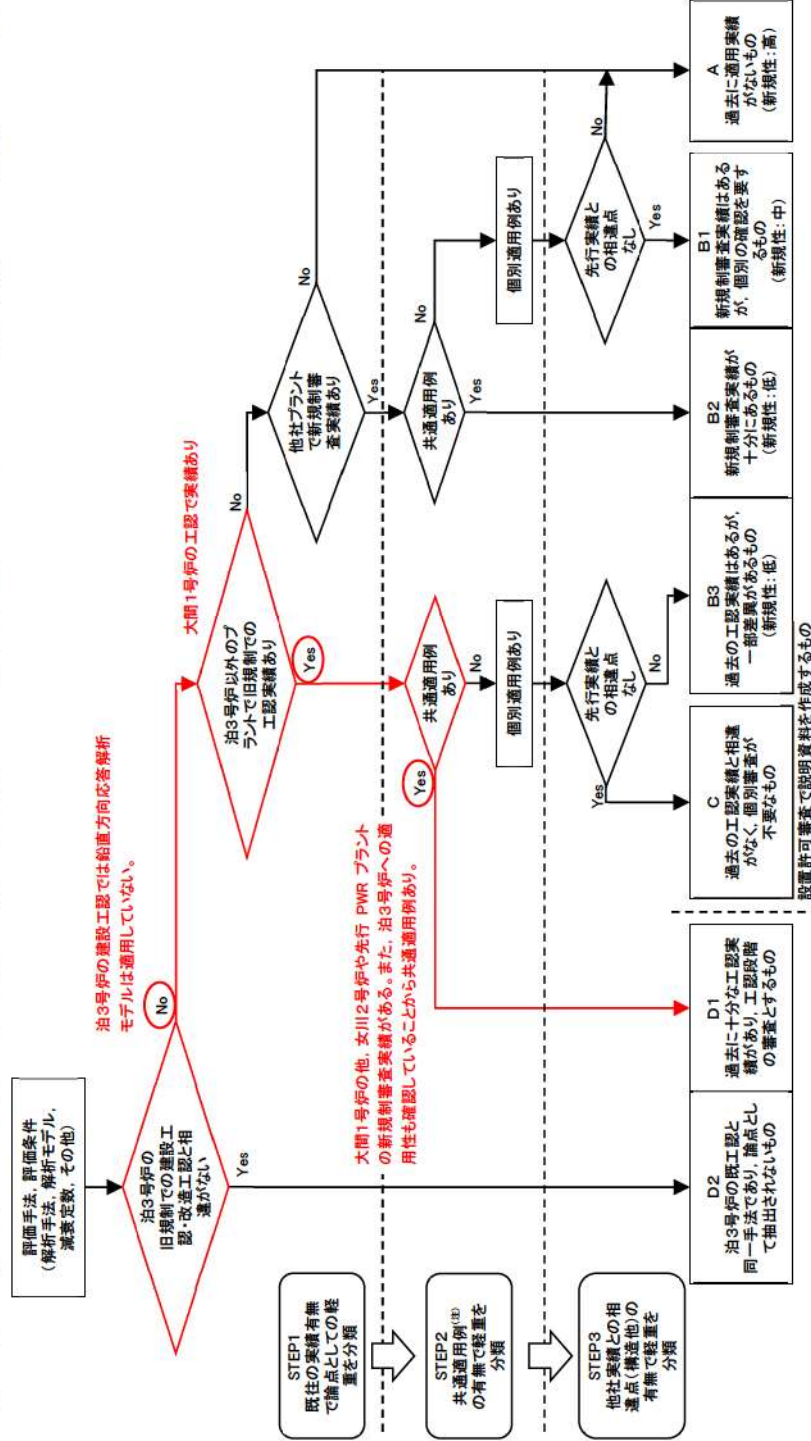 評価手法，評価条件
(解析手法，解析モデル，
減衰定数，その他)
泊3号炉の
旧規制での建設工
認・改造工認と相
違がない
No
Yes
泊3号炉の建設工認では鉛直方向応答解析
モデルは適用していない。
泊3号炉以外のプ
ラントで旧規制での
工認実績あり
No
Yes
大間1号炉の工認で実績あり
他社プラント
で新規制審
査実績あり
No
Yes
STEP1
既往の実績有無
で論点としての軽
重を分類
大間1号炉の他，女川2号炉や先行 PWR プラント
の新規制審査実績がある。また，泊3号炉への適
用性も確認していることから共通適用例あり。
共通適用例
あり
Yes
No
共通適用例
あり
No
Yes
STEP2
共通適用例(注)
の有無で軽重を
分類
個別適用例あり
個別適用例あり
STEP3
他社実績との相
違点(構造他)の
有無で軽重を
分類
先行実績と
の相違点
なし
Yes
No
先行実績と
の相違点
なし
No
Yes
D2
泊3号炉の既工認と
同一手法であり，論点とし
て抽出されないもの
D1
過去に十分な工認実
績があり，工認段階
の審査とするもの
C
過去の工認実績と相違
がなく，個別審査が
不要なもの
B3
過去の工認実績はあるが，
一部差異があるもの
(新規性：低)
B2
新規制審査実績が
十分にあるもの
(新規性：低)
B1
新規制審査実績はある
が，個別の確認を要す
るもの
(新規性：中)
A
過去に適用実績
がないもの
(新規性：高)
設置許可審査で説明資料を作成するもの